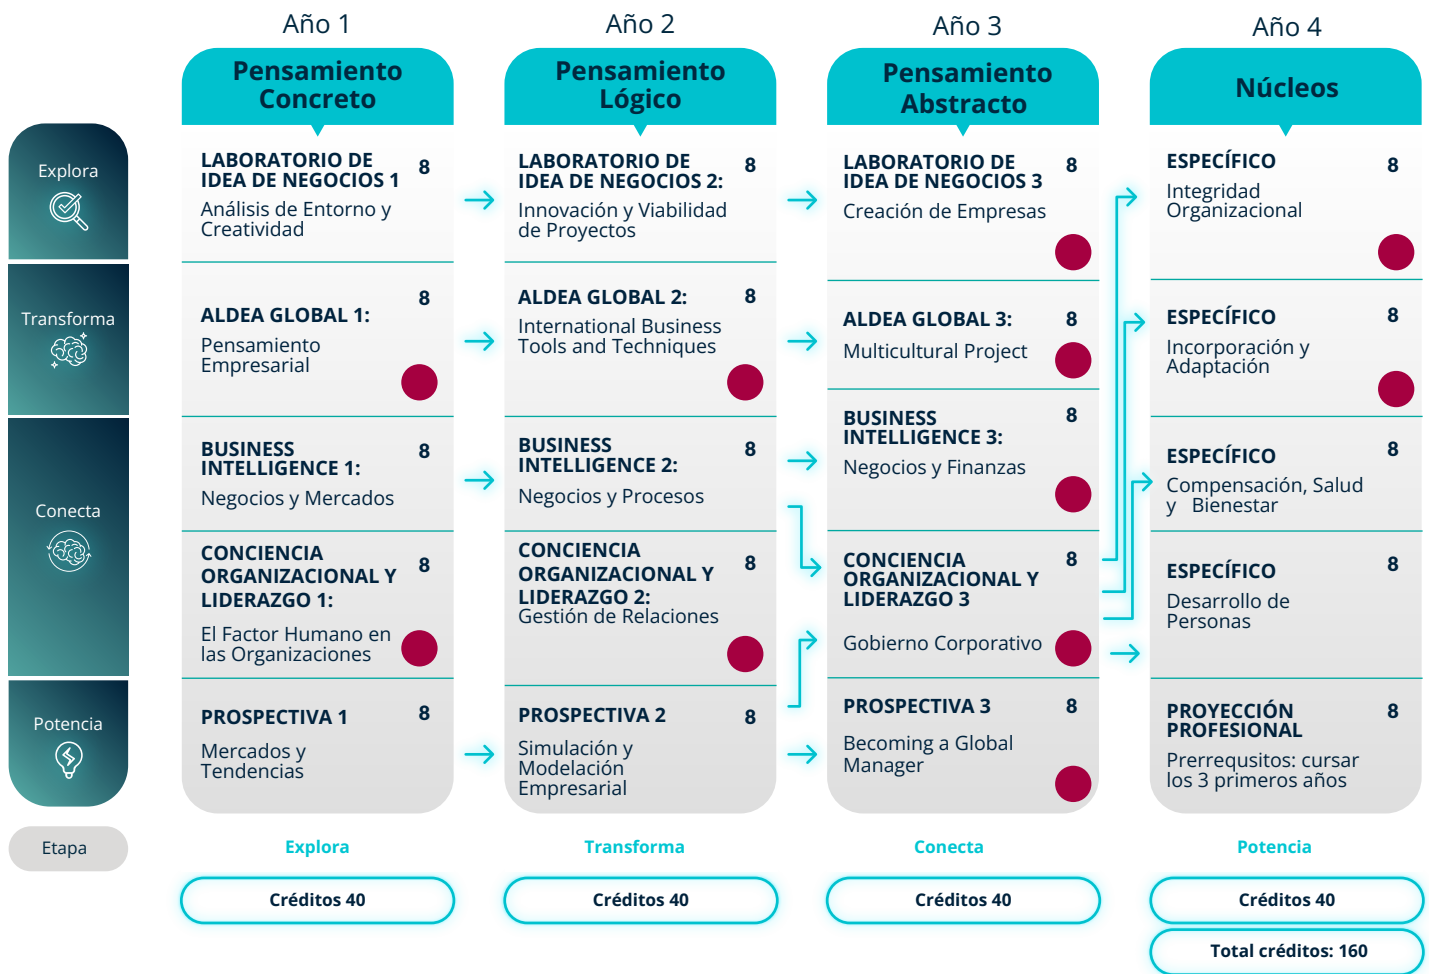 Año 1
Año 2
Año 3
Año 4
Pensamiento
Concreto
Pensamiento
Lógico
Pensamiento
Abstracto
Núcleos
Explora
Transforma
Conecta
Potencia
Etapa
LABORATORIO DE
IDEA DE NEGOCIOS 1
8
Análisis de Entorno y
Creatividad
ALDEA GLOBAL 1:
8
Pensamiento
Empresarial
BUSINESS
INTELLIGENCE 1:
8
Negocios y Mercados
CONCIENCIA
ORGANIZACIONAL Y
LIDERAZGO 1:
8
El Factor Humano en
las Organizaciones
PROSPECTIVA 1
8
Mercados y
Tendencias
Explora
Créditos 40
LABORATORIO DE
IDEA DE NEGOCIOS 2:
8
Innovación y Viabilidad
de Proyectos
ALDEA GLOBAL 2:
8
International Business
Tools and Techniques
BUSINESS
INTELLIGENCE 2:
8
Negocios y Procesos
CONCIENCIA
ORGANIZACIONAL Y
LIDERAZGO 2:
8
Gestión de Relaciones
PROSPECTIVA 2
8
Simulación y
Modelación
Empresarial
Transforma
Créditos 40
LABORATORIO DE
IDEA DE NEGOCIOS 3
8
Creación de Empresas
ALDEA GLOBAL 3:
8
Multicultural Project
BUSINESS
INTELLIGENCE 3:
8
Negocios y Finanzas
CONCIENCIA
ORGANIZACIONAL Y
LIDERAZGO 3
8
Gobierno Corporativo
PROSPECTIVA 3
8
Becoming a Global
Manager
Conecta
Créditos 40
ESPECÍFICO
8
Integridad
Organizacional
ESPECÍFICO
8
Incorporación y
Adaptación
ESPECÍFICO
8
Compensación, Salud
y Bienestar
ESPECÍFICO
8
Desarrollo de
Personas
PROYECCIÓN
PROFESIONAL
8
Prerrequsitos: cursar
los 3 primeros años
Potencia
Créditos 40
Total créditos: 160